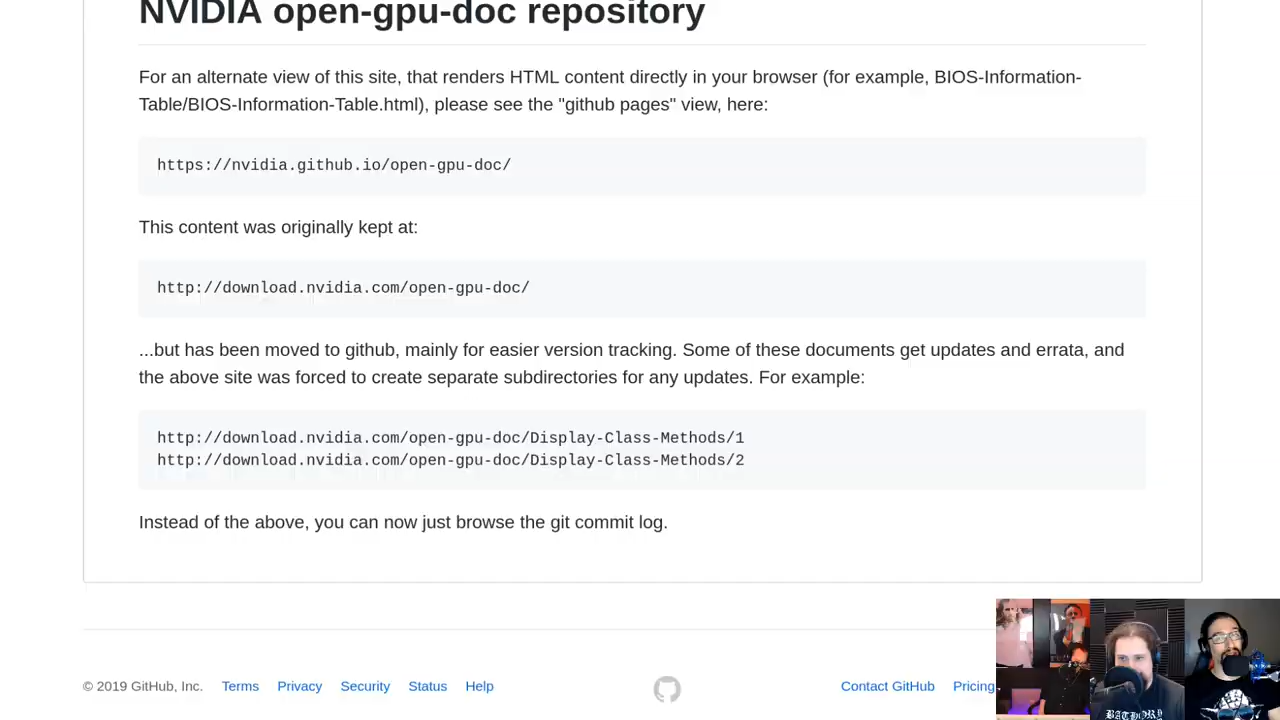 NVIDIA open-gpu-doc repository
For an alternate view of this site, that renders HTML content directly in your browser (for example, BIOS-Information-
Table/BIOS-Information-Table.html), please see the "github pages" view, here:
https://nvidia.github.io/open-gpu-doc/
This content was originally kept at:
http://download.nvidia.com/open-gpu-doc/
...but has been moved to github, mainly for easier version tracking. Some of these documents get updates and errata, and
the above site was forced to create separate subdirectories for any updates. For example:
http://download.nvidia.com/open-gpu-doc/Display-Class-Methods/1
http://download.nvidia.com/open-gpu-doc/Display-Class-Methods/2
Instead of the above, you can now just browse the git commit log.
© 2019 GitHub, Inc. Terms Privacy Security Status Help Contact GitHub Pricing
BATHORY